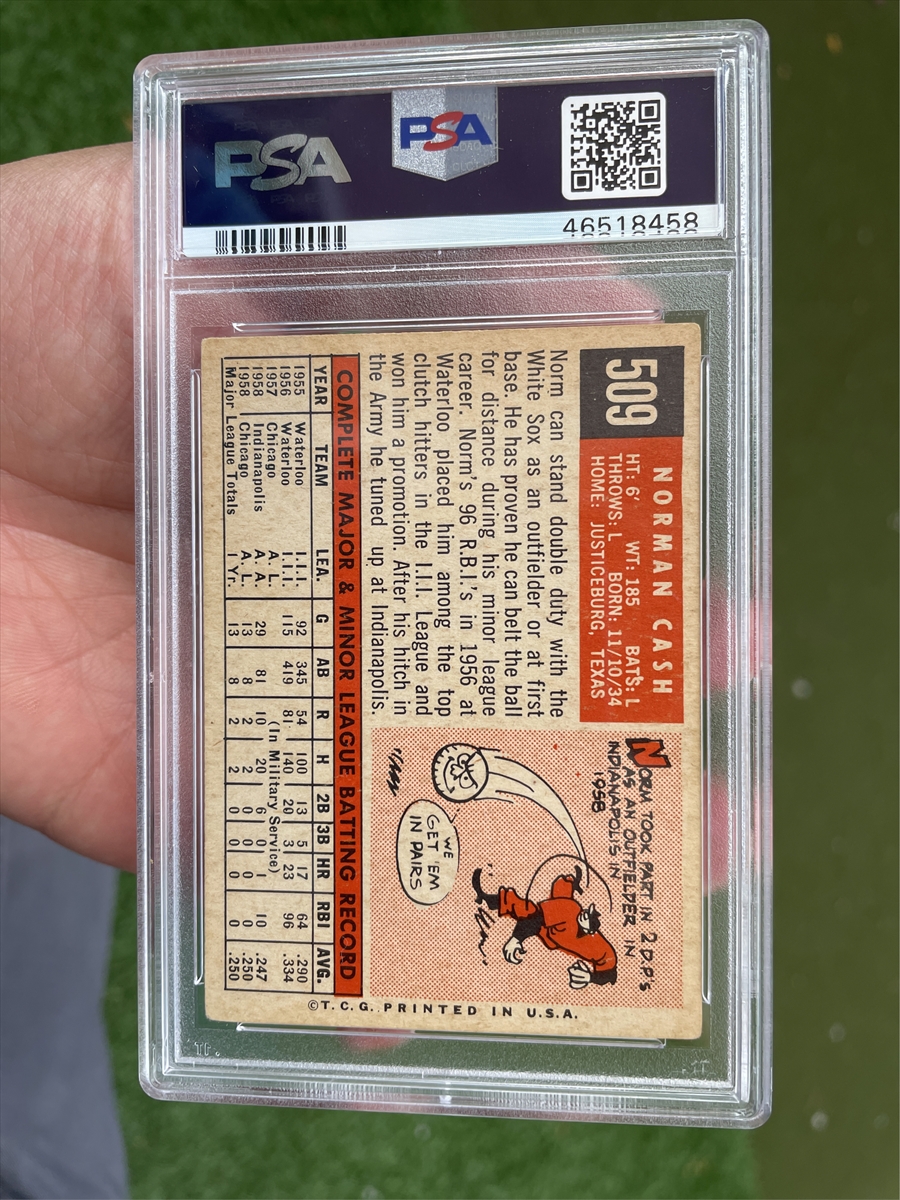 PSA
PSA
46518458
509
NORMAN CASH
HT: 6' WT: 185 BATS: L
THROWS: L BORN: 11/10/34
HOME: JUSTICEBURG, TEXAS
Norm can stand double duty with the
White Sox as an outfielder or at first
base. He has proven he can belt the ball
for distance during his minor league
career. Norm's 96 R.B.I.'s in 1956 at
Waterloo placed him among the top
clutch hitters in the I.I.I. League and
won him a promotion. After his hitch in
the Army he tuned up at Indianapolis.
NORM TOOK PART IN 2 D.P'S
AS AN OUTFIELDER IN
INDIANAPOLIS IN
1958
WE
GET 'EM
IN PAIRS
COMPLETE MAJOR & MINOR LEAGUE BATTING RECORD
YEAR TEAM LEA. G AB R H 2B 3B HR RBI AVG.
1955 Waterloo I.I.I. 92 345 54 100 13 5 17 64 .290
1956 Waterloo I.I.I. 115 419 81 140 20 3 23 96 .334
1957 Chicago A. L. (In Military Service)
1958 Indianapolis A. A. 29 81 10 20 6 0 1 10 .247
1958 Chicago A. L. 13 8 2 2 0 0 0 0 .250
Major League Totals 1 Yr. 13 8 2 2 0 0 0 0 .250
©T.C.G. PRINTED IN U.S.A.